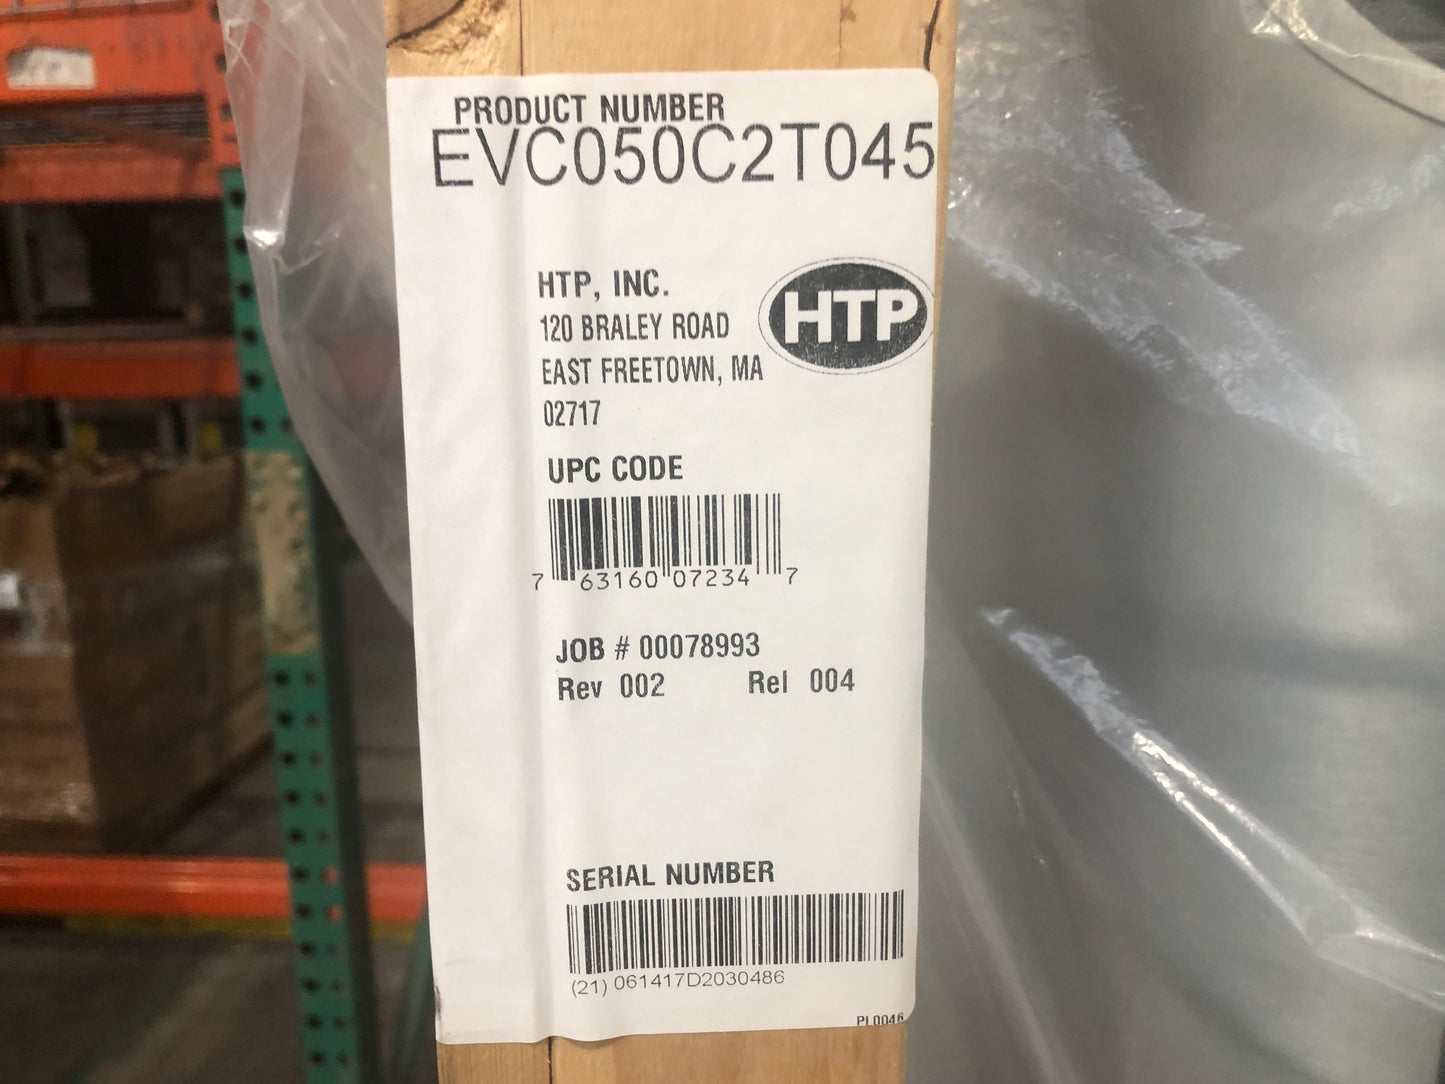 PRODUCT NUMBER
EVC050C2T045
HTP, INC.
120 BRALEY ROAD
EAST FREETOWN, MA
02717
HTP
UPC CODE
7 63160 07234 7
JOB # 00078993
Rev 002 Rel 004
SERIAL NUMBER
(21) 061417D2030486
PL0046